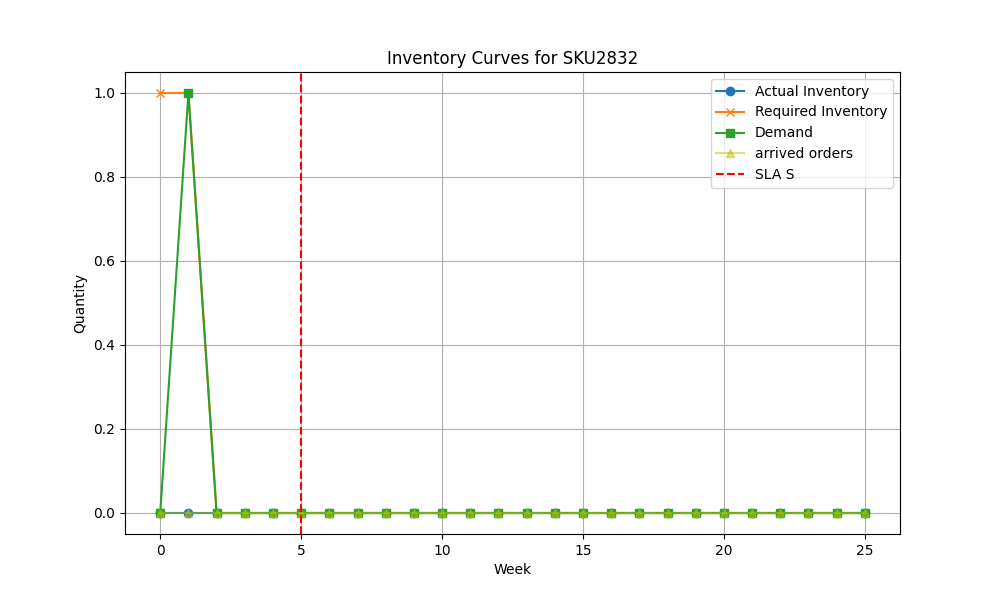 Inventory Curves for SKU2832
Actual Inventory
Required Inventory
Demand
arrived orders
SLA S
1.0
0.8
0.6
0.4
0.2
0.0
Quantity
0 5 10 15 20 25
Week